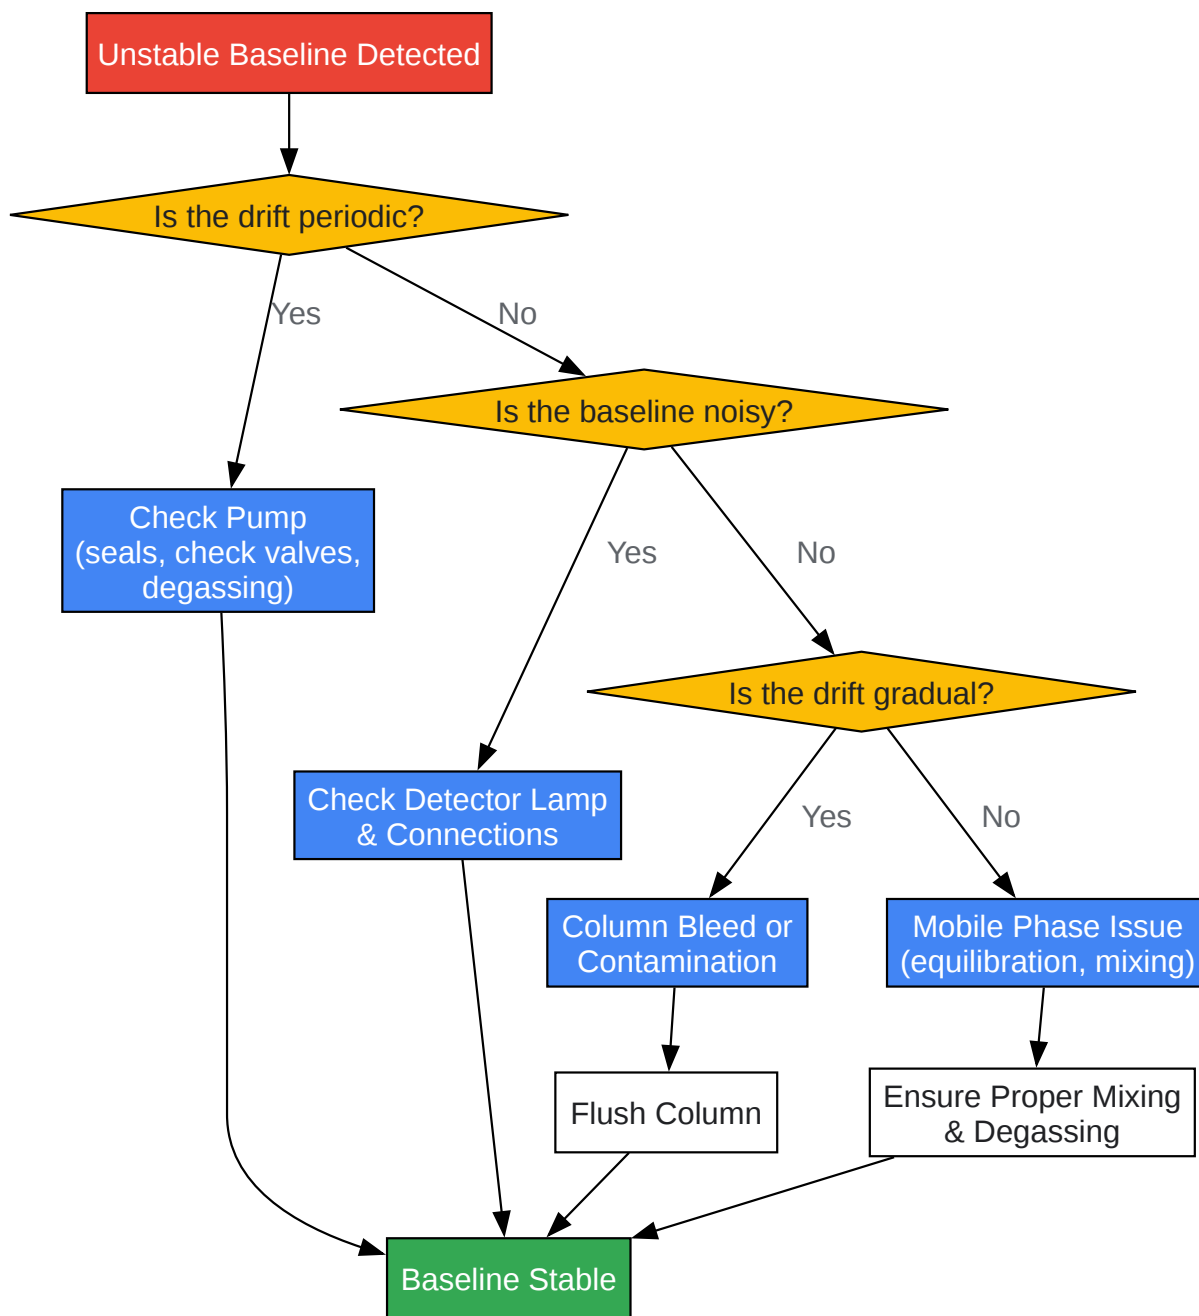 Unstable Baseline Detected
Is the drift periodic?
Yes
No
Is the baseline noisy?
Check Pump
(seals, check valves,
degassing)
Yes
No
Is the drift gradual?
Check Detector Lamp
& Connections
Yes
No
Column Bleed or
Contamination
Mobile Phase Issue
(equilibration, mixing)
Flush Column
Ensure Proper Mixing
& Degassing
Baseline Stable